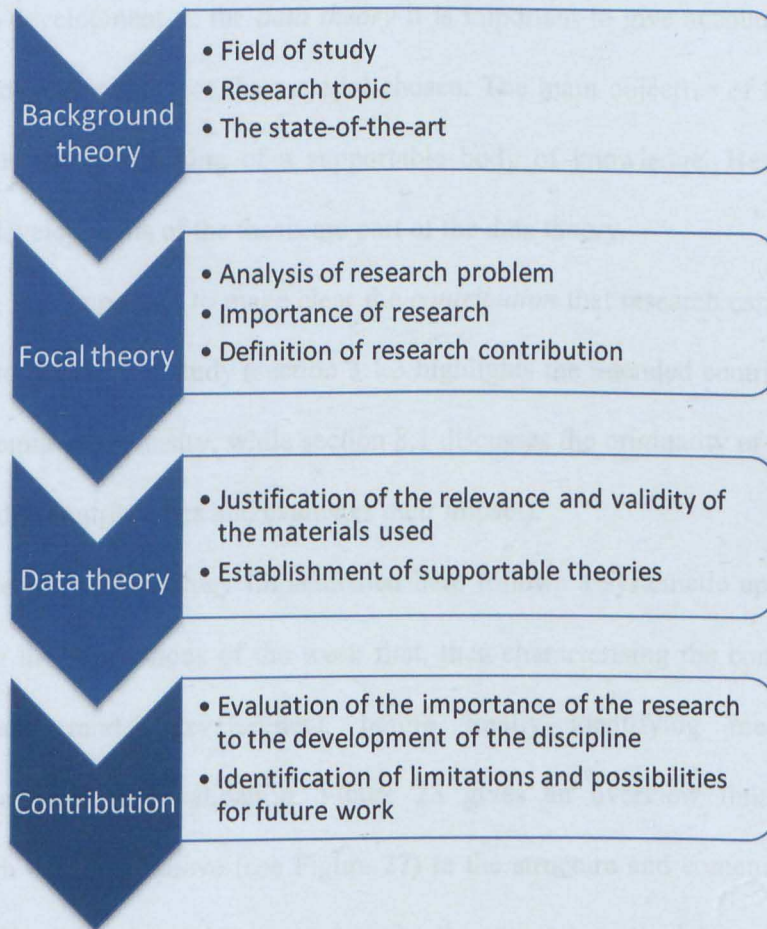 Background
theory
• Field of study
• Research topic
• The state-of-the-art
Focal theory
• Analysis of research problem
• Importance of research
• Definition of research contribution
Data theory
• Justification of the relevance and validity of
the materials used
• Establishment of supportable theories
Contribution
• Evaluation of the importance of the research
to the development of the discipline
• Identification of limitations and possibilities
for future work